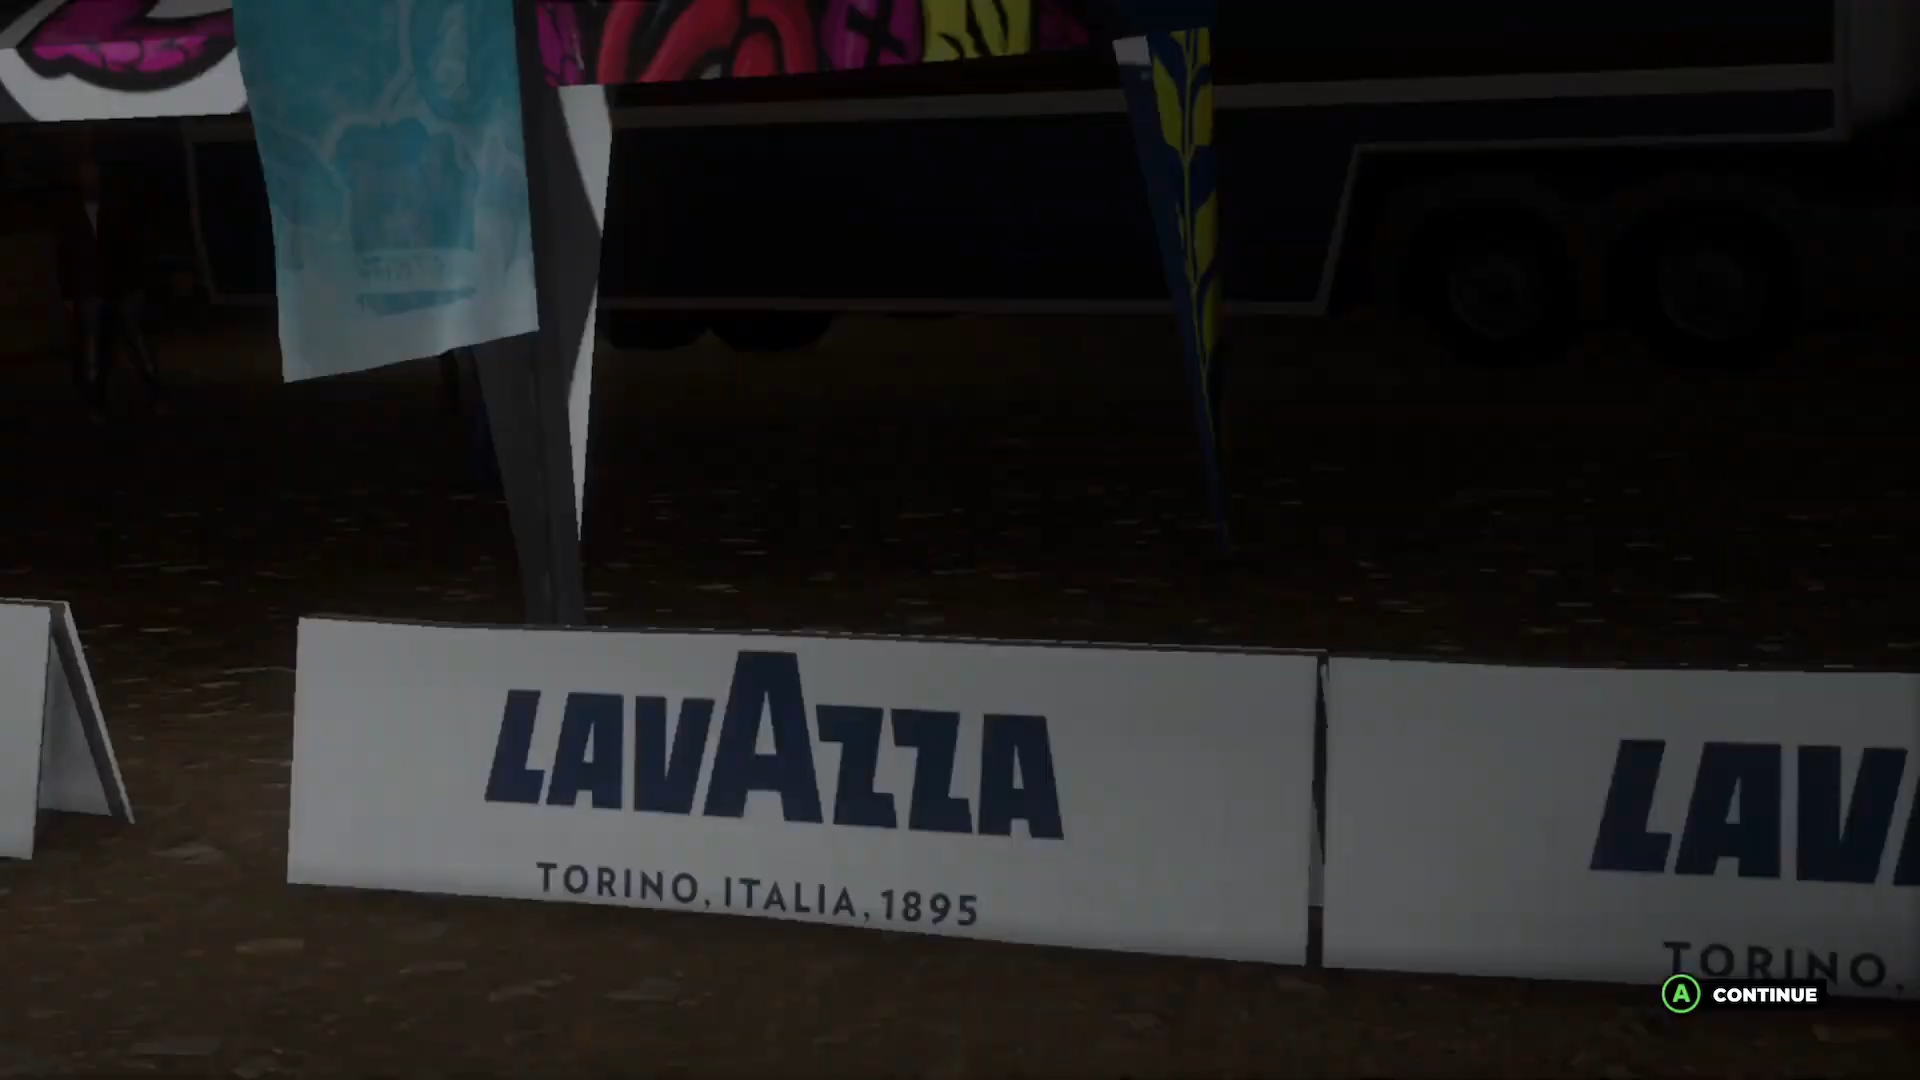 LAVAZZA
TORINO, ITALIA, 1895
LAV
TORINO,
A CONTINUE